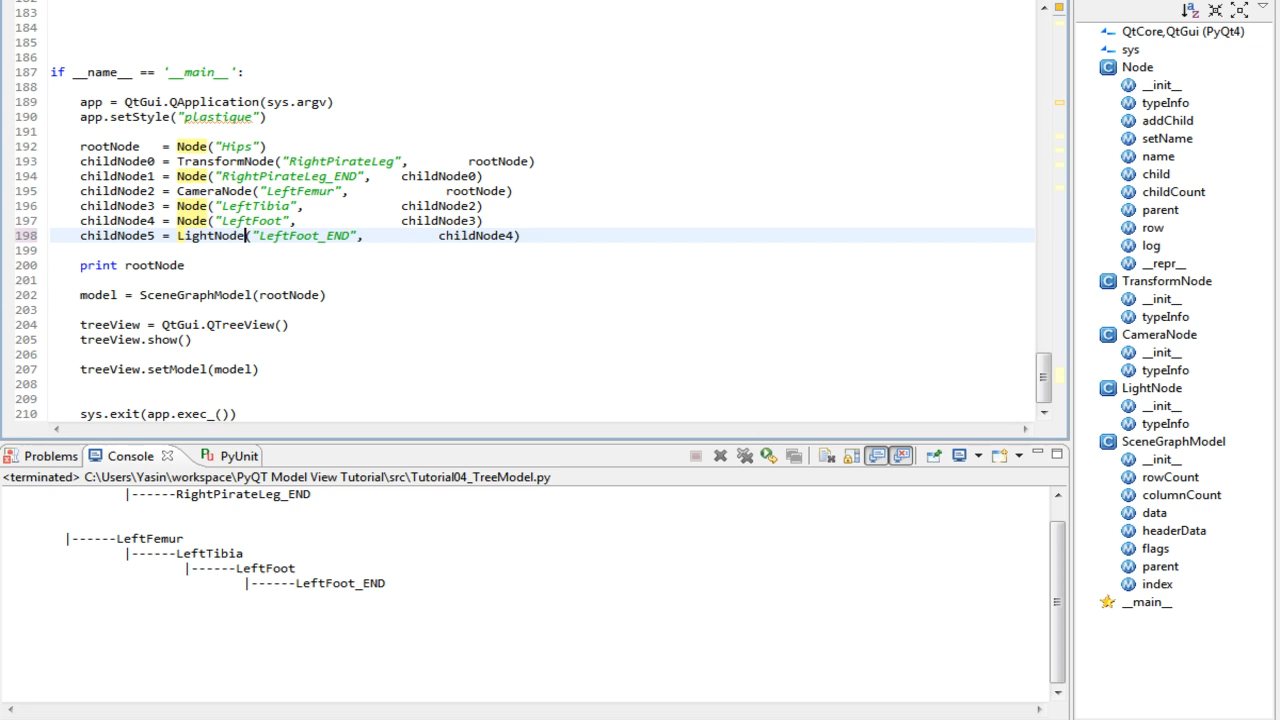 182
183
184
185
186
187 if __name__ == '__main__':
188
189 app = QtGui.QApplication(sys.argv)
190 app.setStyle("plastique")
191
192 rootNode   = Node("Hips")
193 childNode0 = TransformNode("RightPirateLeg",        rootNode)
194 childNode1 = Node("RightPirateLeg_END",    childNode0)
195 childNode2 = CameraNode("LeftFemur",             rootNode)
196 childNode3 = Node("LeftTibia",             childNode2)
197 childNode4 = Node("LeftFoot",              childNode3)
198 childNode5 = LightNode("LeftFoot_END",          childNode4)
199
200 print rootNode
201
202 model = SceneGraphModel(rootNode)
203
204 treeView = QtGui.QTreeView()
205 treeView.show()
206
207 treeView.setModel(model)
208
209
210 sys.exit(app.exec_())
Problems Console PyUnit
<terminated> C:\Users\Yasin\workspace\PyQT Model View Tutorial\src\Tutorial04_TreeModel.py
|------RightPirateLeg_END
|------LeftFemur
|------LeftTibia
|------LeftFoot
|------LeftFoot_END
QtCore,QtGui (PyQt4)
sys
Node
__init__
typeInfo
addChild
setName
name
child
childCount
parent
row
log
__repr__
TransformNode
__init__
typeInfo
CameraNode
__init__
typeInfo
LightNode
__init__
typeInfo
SceneGraphModel
__init__
rowCount
columnCount
data
headerData
flags
parent
index
__main__